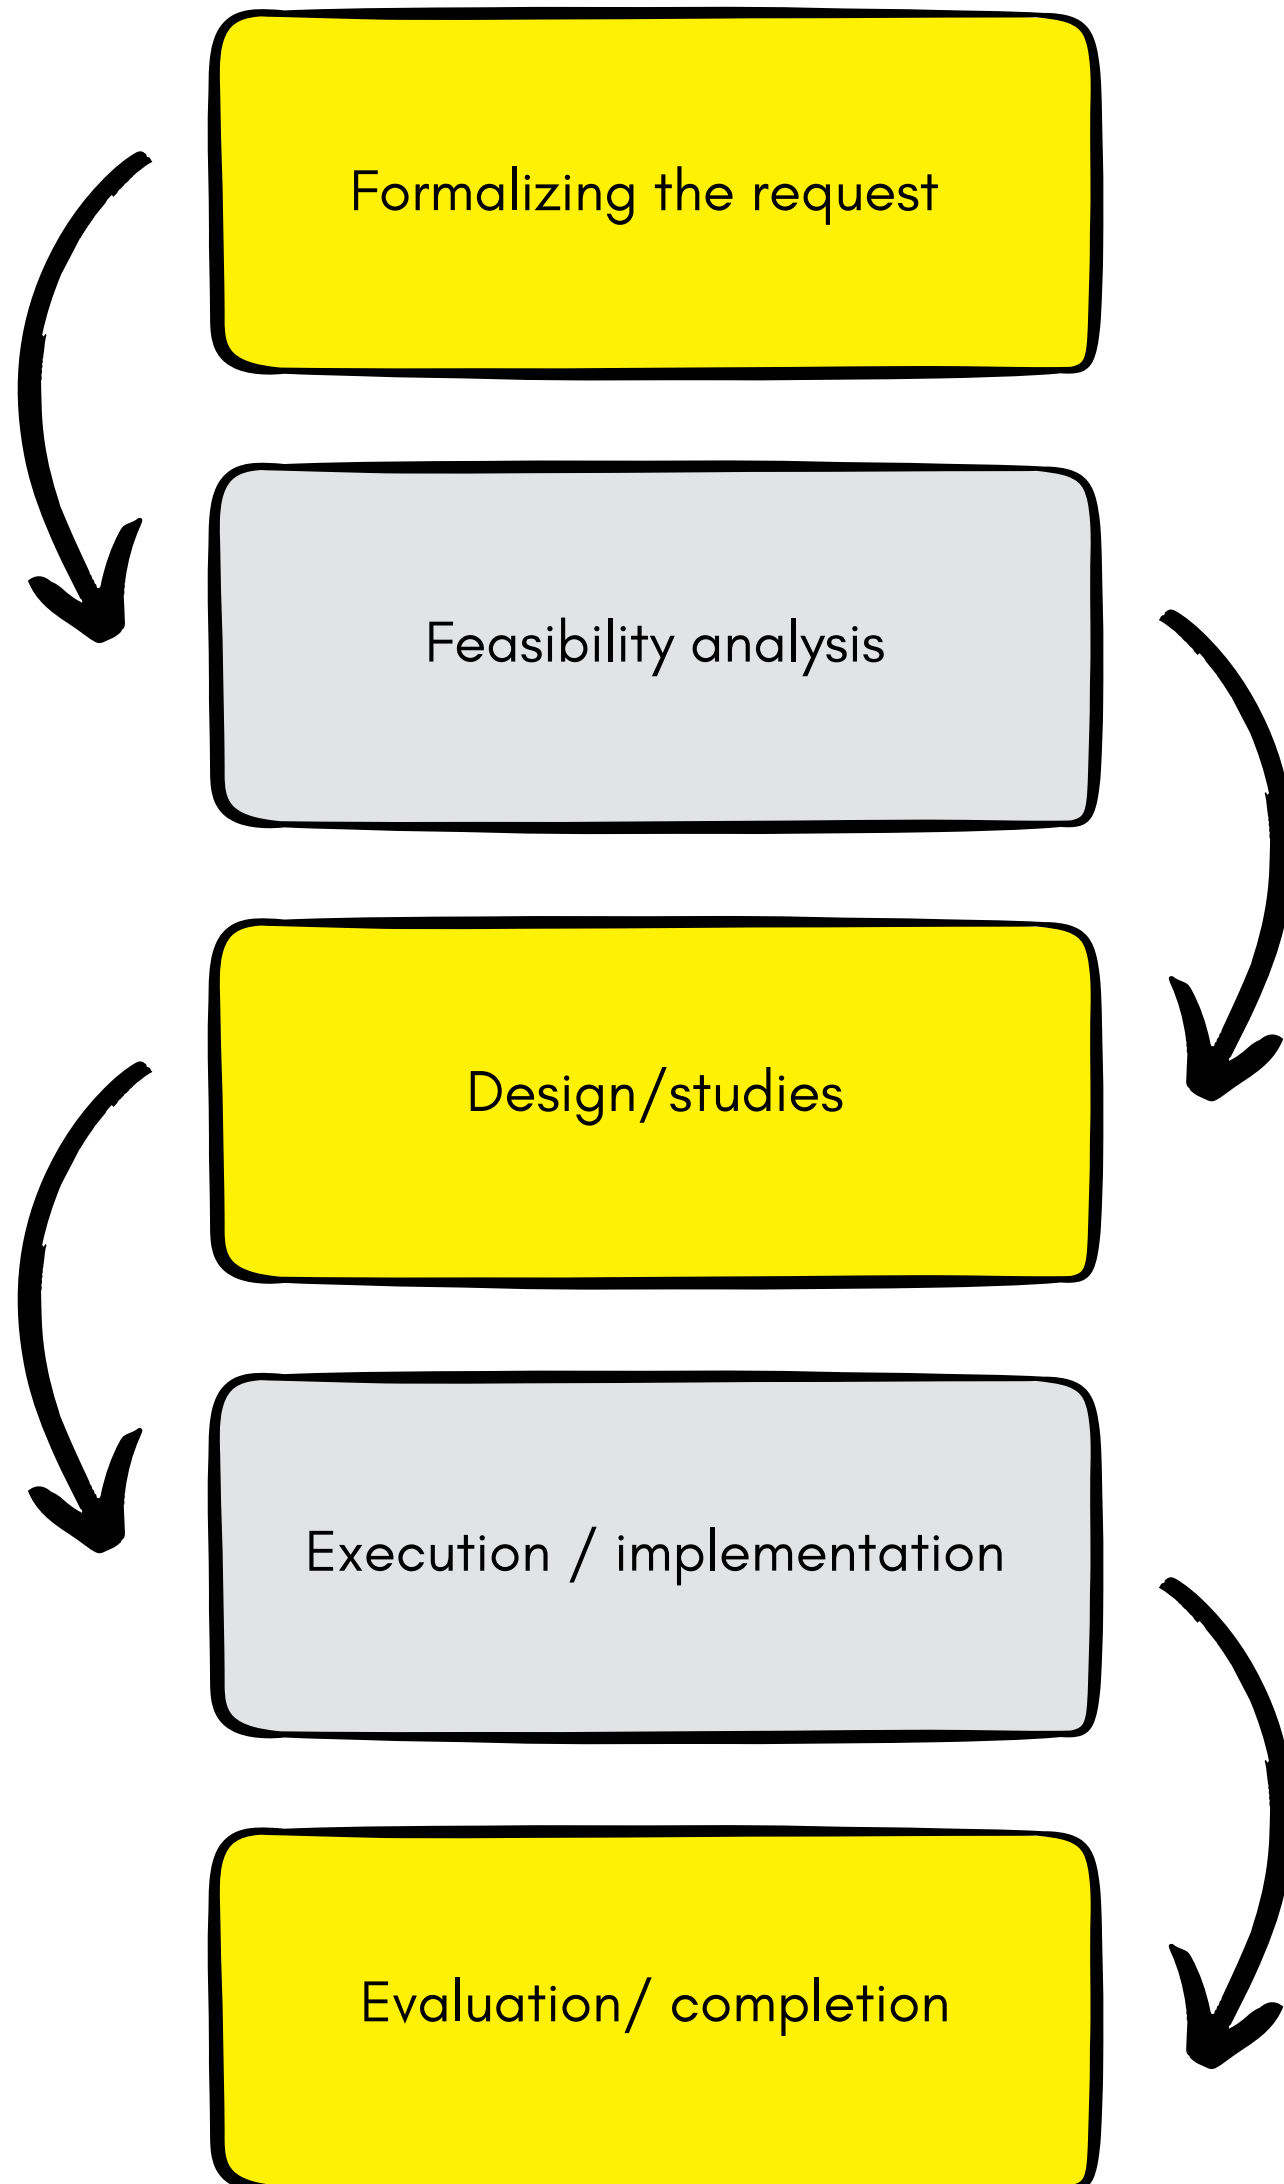 Formalizing the request
Feasibility analysis
Design/studies
Execution / implementation
Evaluation/ completion